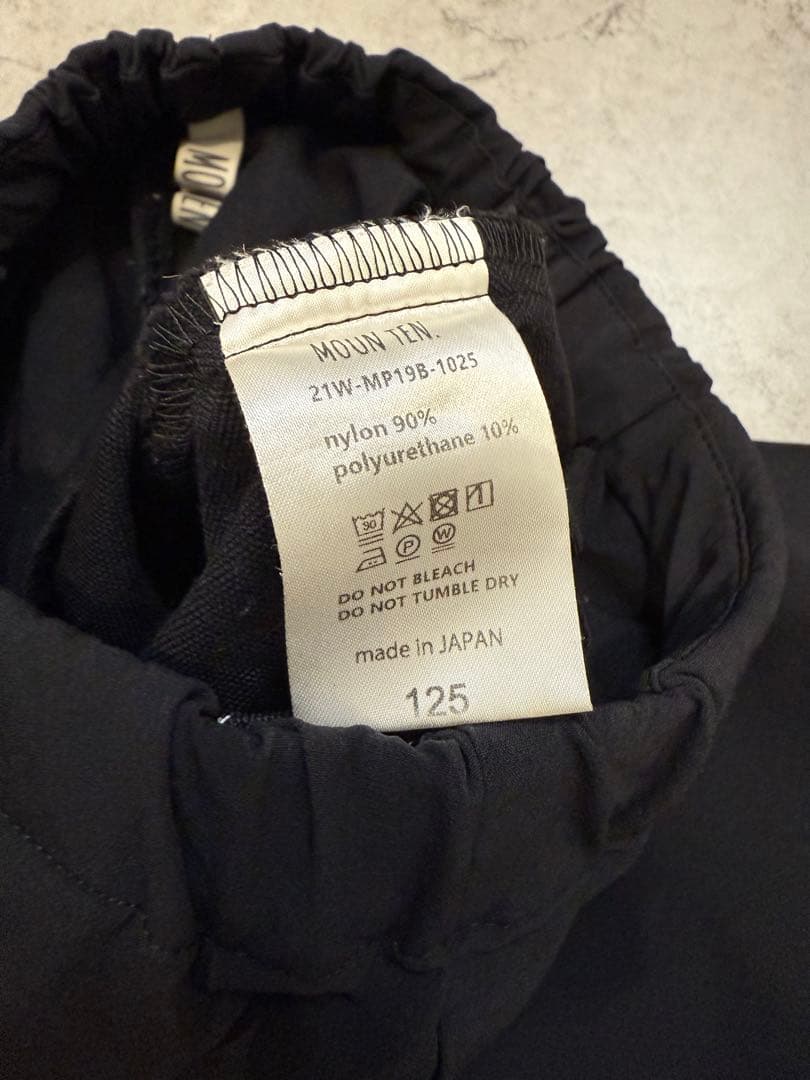 MOUN TEN.
21W-MP19B-1025
nylon 90%
polyurethane 10%
30
P W
DO NOT BLEACH
DO NOT TUMBLE DRY
made in JAPAN
125